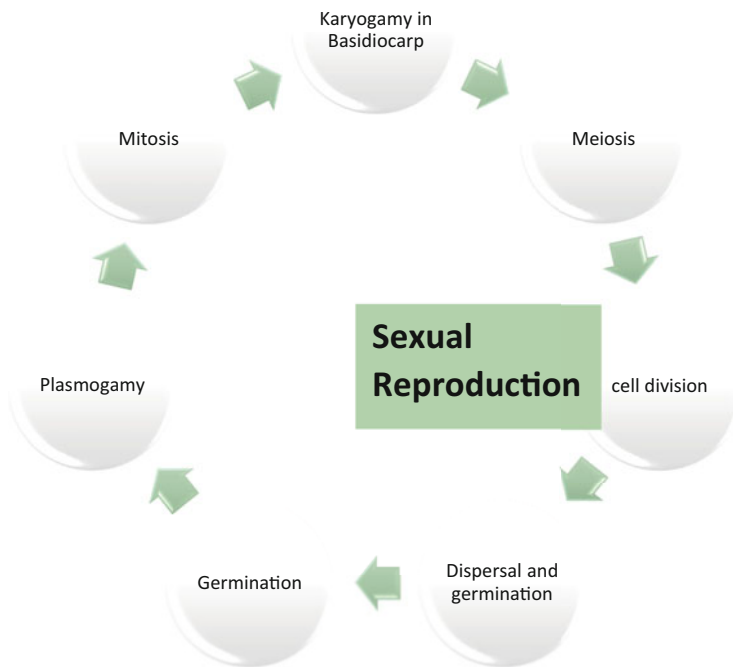 Karyogamy in
Basidiocarp
Meiosis
cell division
Dispersal and
germination
Germination
Plasmogamy
Mitosis
Sexual
Reproduction